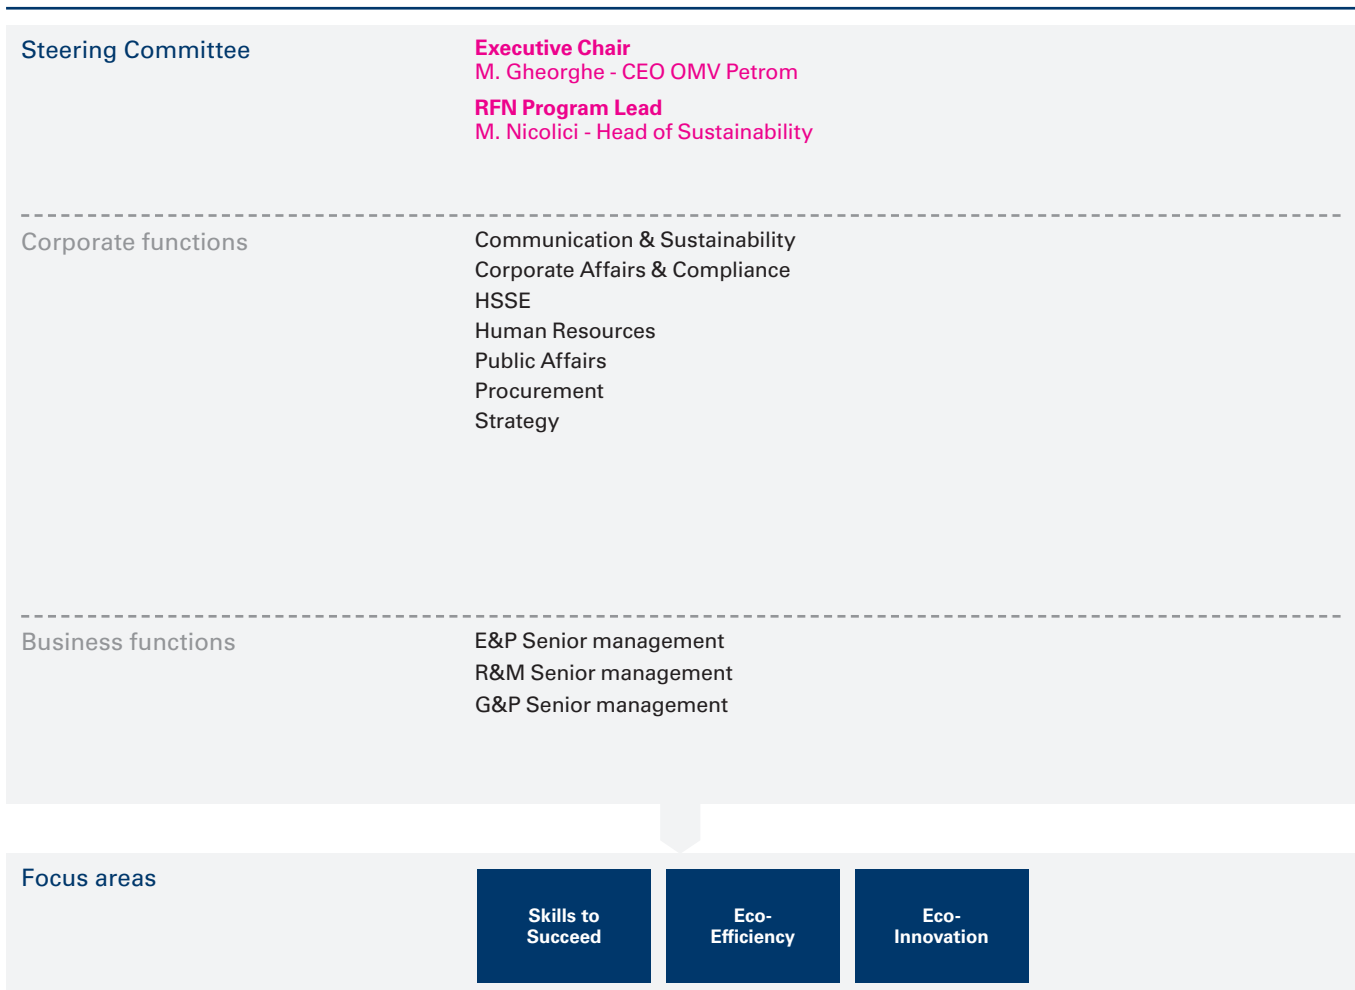 Steering Committee
Executive Chair
M. Gheorghe - CEO OMV Petrom
RFN Program Lead
M. Nicolici - Head of Sustainability
Corporate functions
Communication & Sustainability
Corporate Affairs & Compliance
HSSE
Human Resources
Public Affairs
Procurement
Strategy
Business functions
E&P Senior management
R&M Senior management
G&P Senior management
Focus areas
Skills to
Succeed
Eco-
Efficiency
Eco-
Innovation